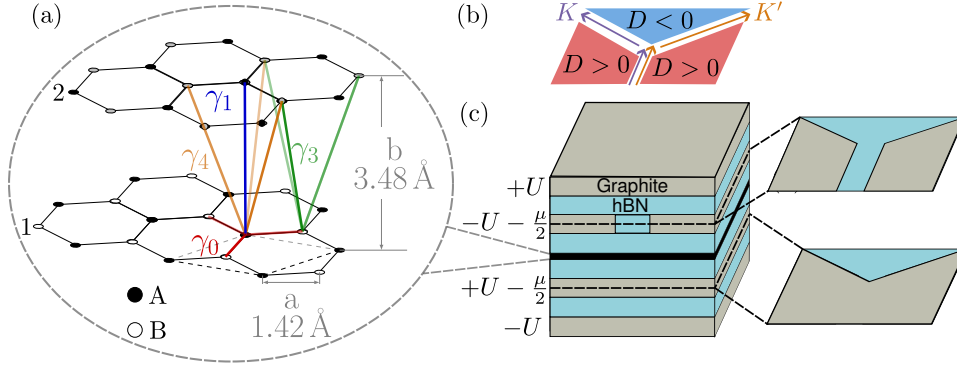 (a)
2
γ₁
γ₄
γ₃
b
3.48 Å
1
γ₀
a
1.42 Å
A
B
(b)
K
D < 0
K′
D > 0
D > 0
(c)
+U
Graphite
hBN
−U − μ/2
+U − μ/2
−U